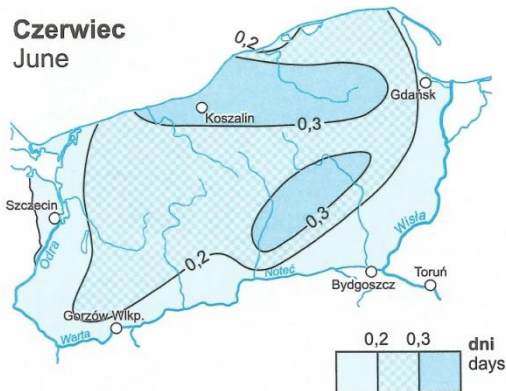 Czerwiec
June
0,2
Gdańsk
Koszalin
0,3
Szczecin
0,3
Wisła
Odra
0,2
Noteć
Toruń
Bydgoszcz
Gorzów Wlkp.
Warta
0,2 0,3 dni
days